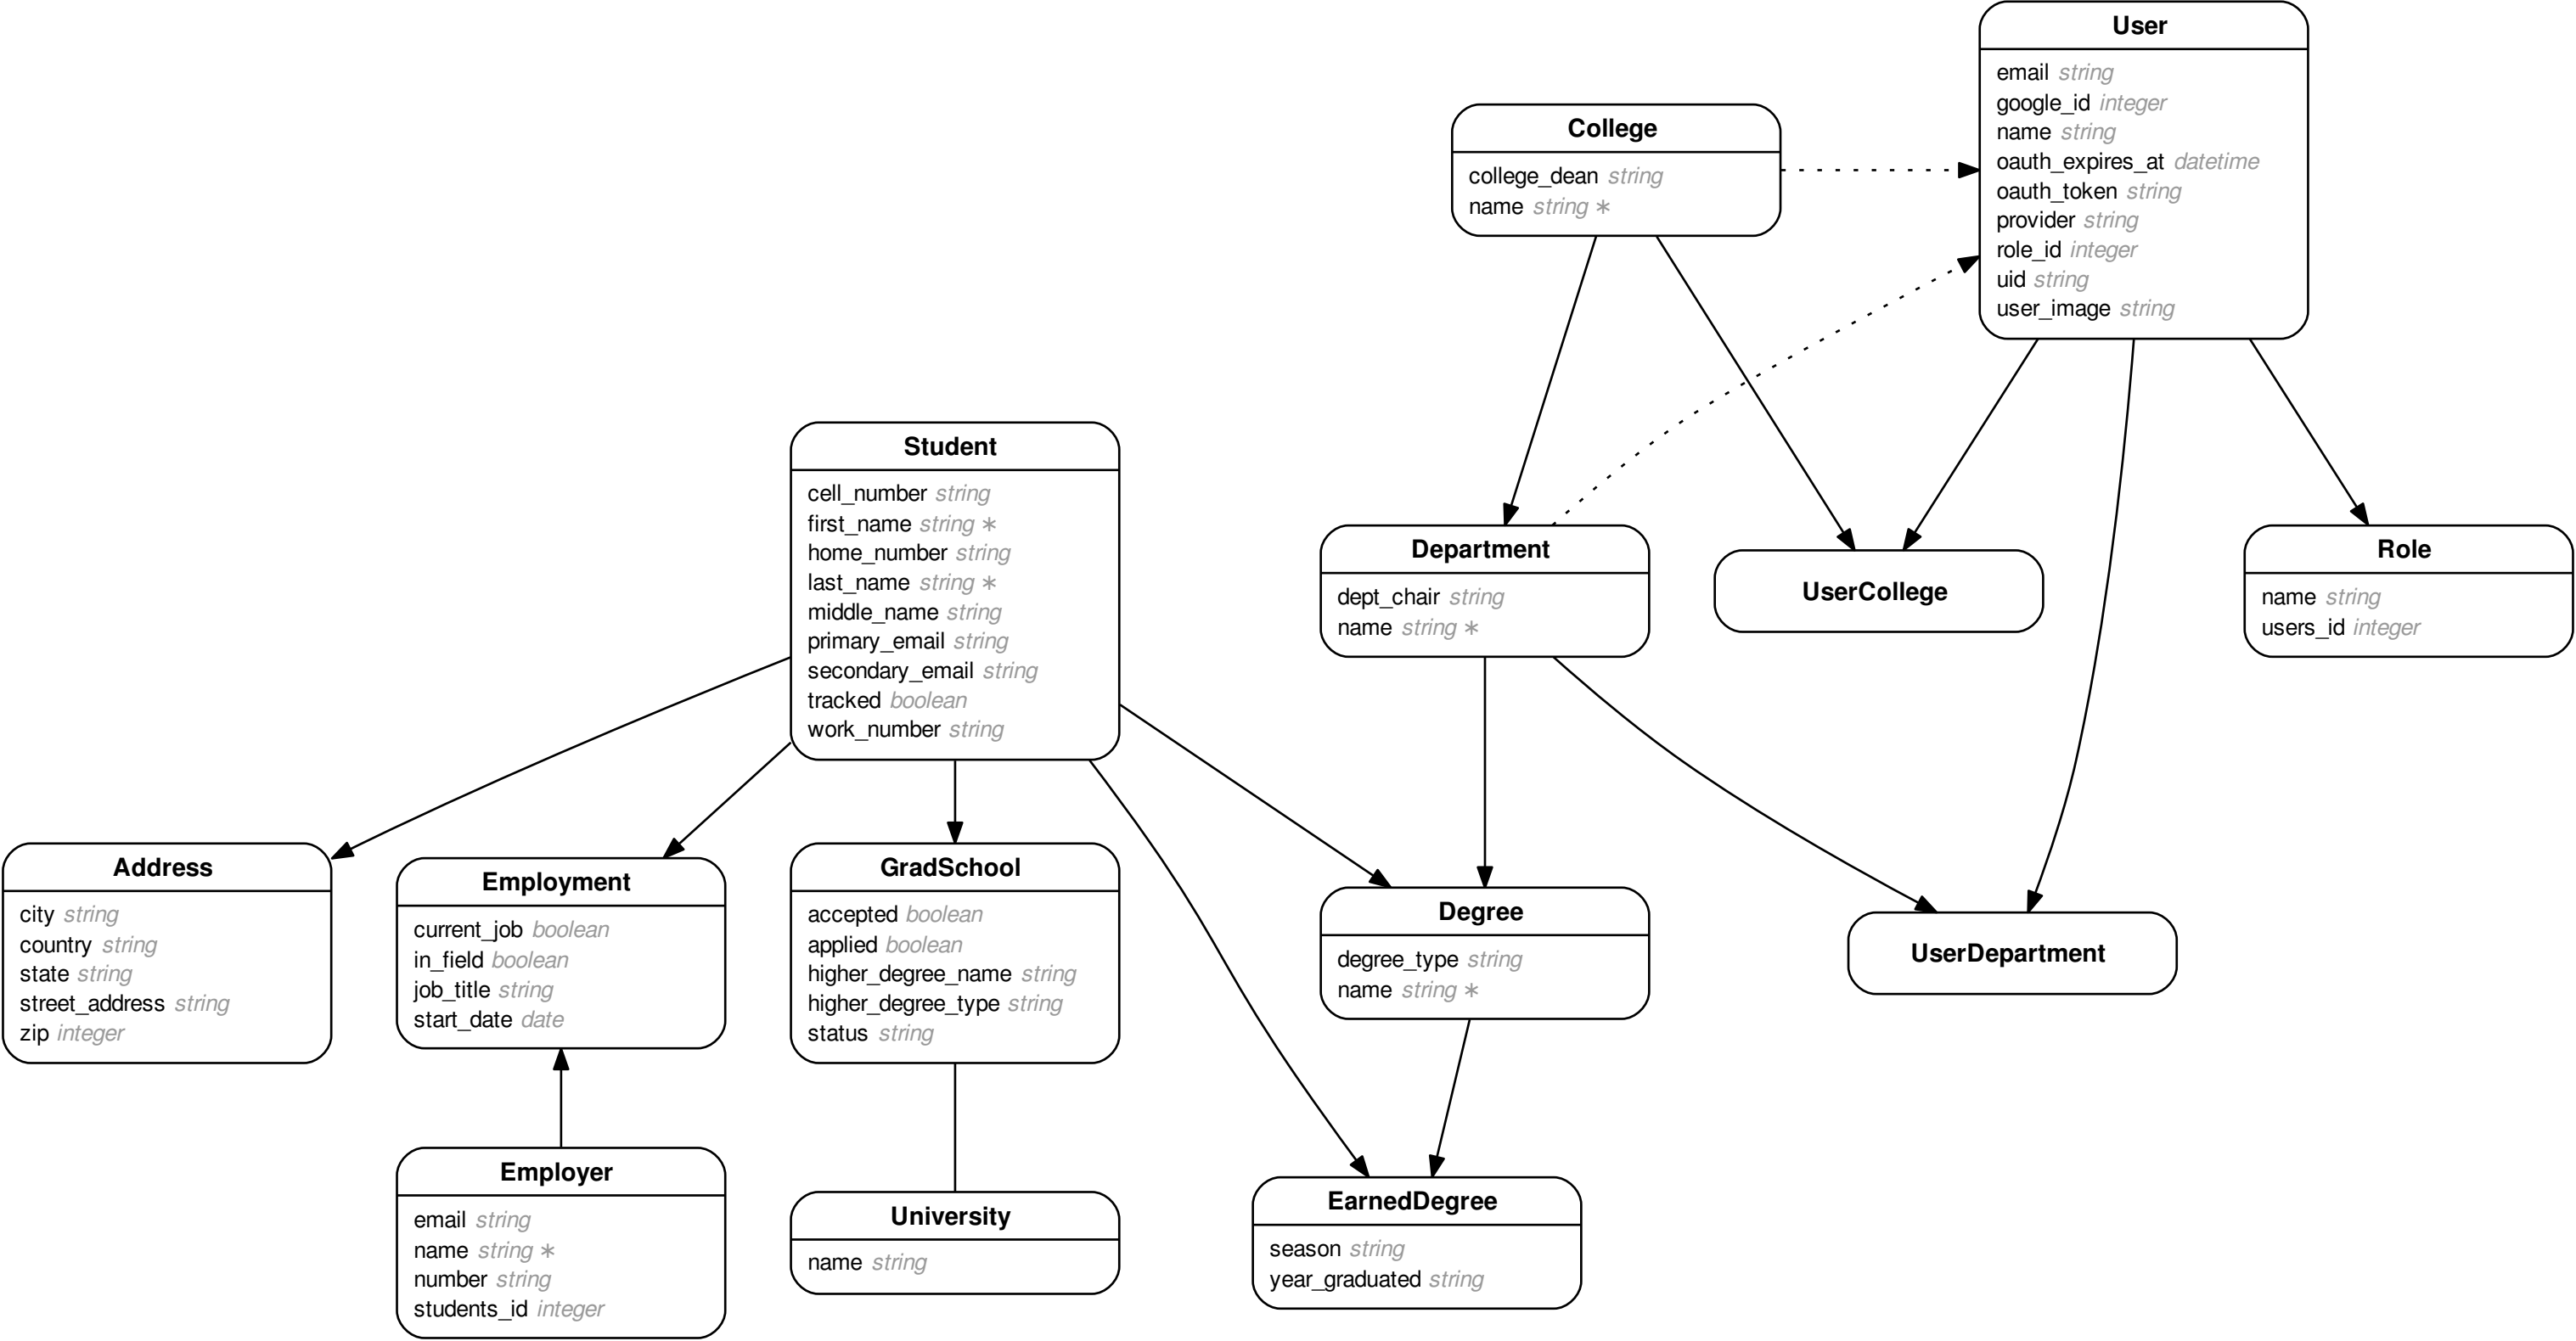 User
email string
google_id integer
name string
oauth_expires_at datetime
oauth_token string
provider string
role_id integer
uid string
user_image string
College
college_dean string
name string ∗
Student
cell_number string
first_name string ∗
home_number string
last_name string ∗
middle_name string
primary_email string
secondary_email string
tracked boolean
work_number string
Department
dept_chair string
name string ∗
UserCollege
Role
name string
users_id integer
Address
city string
country string
state string
street_address string
zip integer
Employment
current_job boolean
in_field boolean
job_title string
start_date date
GradSchool
accepted boolean
applied boolean
higher_degree_name string
higher_degree_type string
status string
Degree
degree_type string
name string ∗
UserDepartment
Employer
email string
name string ∗
number string
students_id integer
University
name string
EarnedDegree
season string
year_graduated string